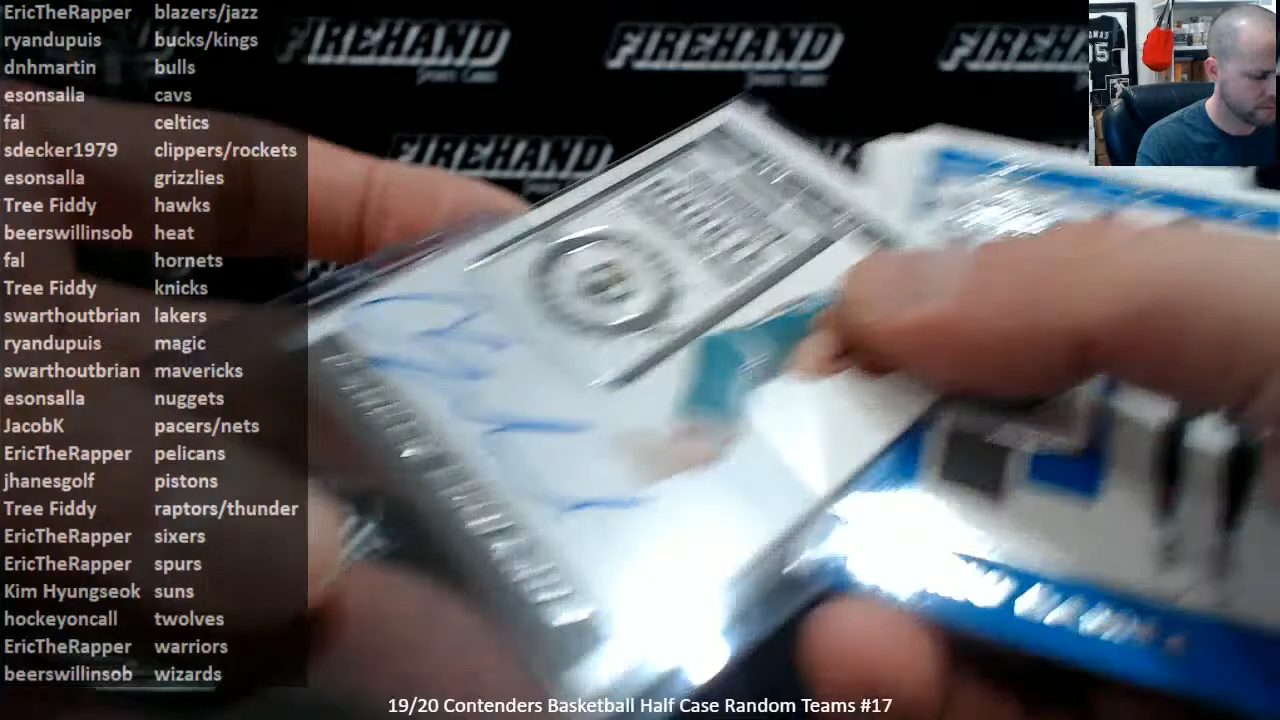 EricTheRapper blazers/jazz
ryandupuis bucks/kings
dnhmartin bulls
esonsalla cavs
fal celtics
sdecker1979 clippers/rockets
esonsalla grizzlies
Tree Fiddy hawks
beerswillinsob heat
fal hornets
Tree Fiddy knicks
swarthoutbrian lakers
ryandupuis magic
swarthoutbrian mavericks
esonsalla nuggets
JacobK pacers/nets
EricTheRapper pelicans
jhanesgolf pistons
Tree Fiddy raptors/thunder
EricTheRapper sixers
EricTheRapper spurs
Kim Hyungseok suns
hockeyoncall twolves
EricTheRapper warriors
beerswillinsob wizards
FIREHAND FIREHAND FIREHAND
FIREHAND
19/20 Contenders Basketball Half Case Random Teams #17